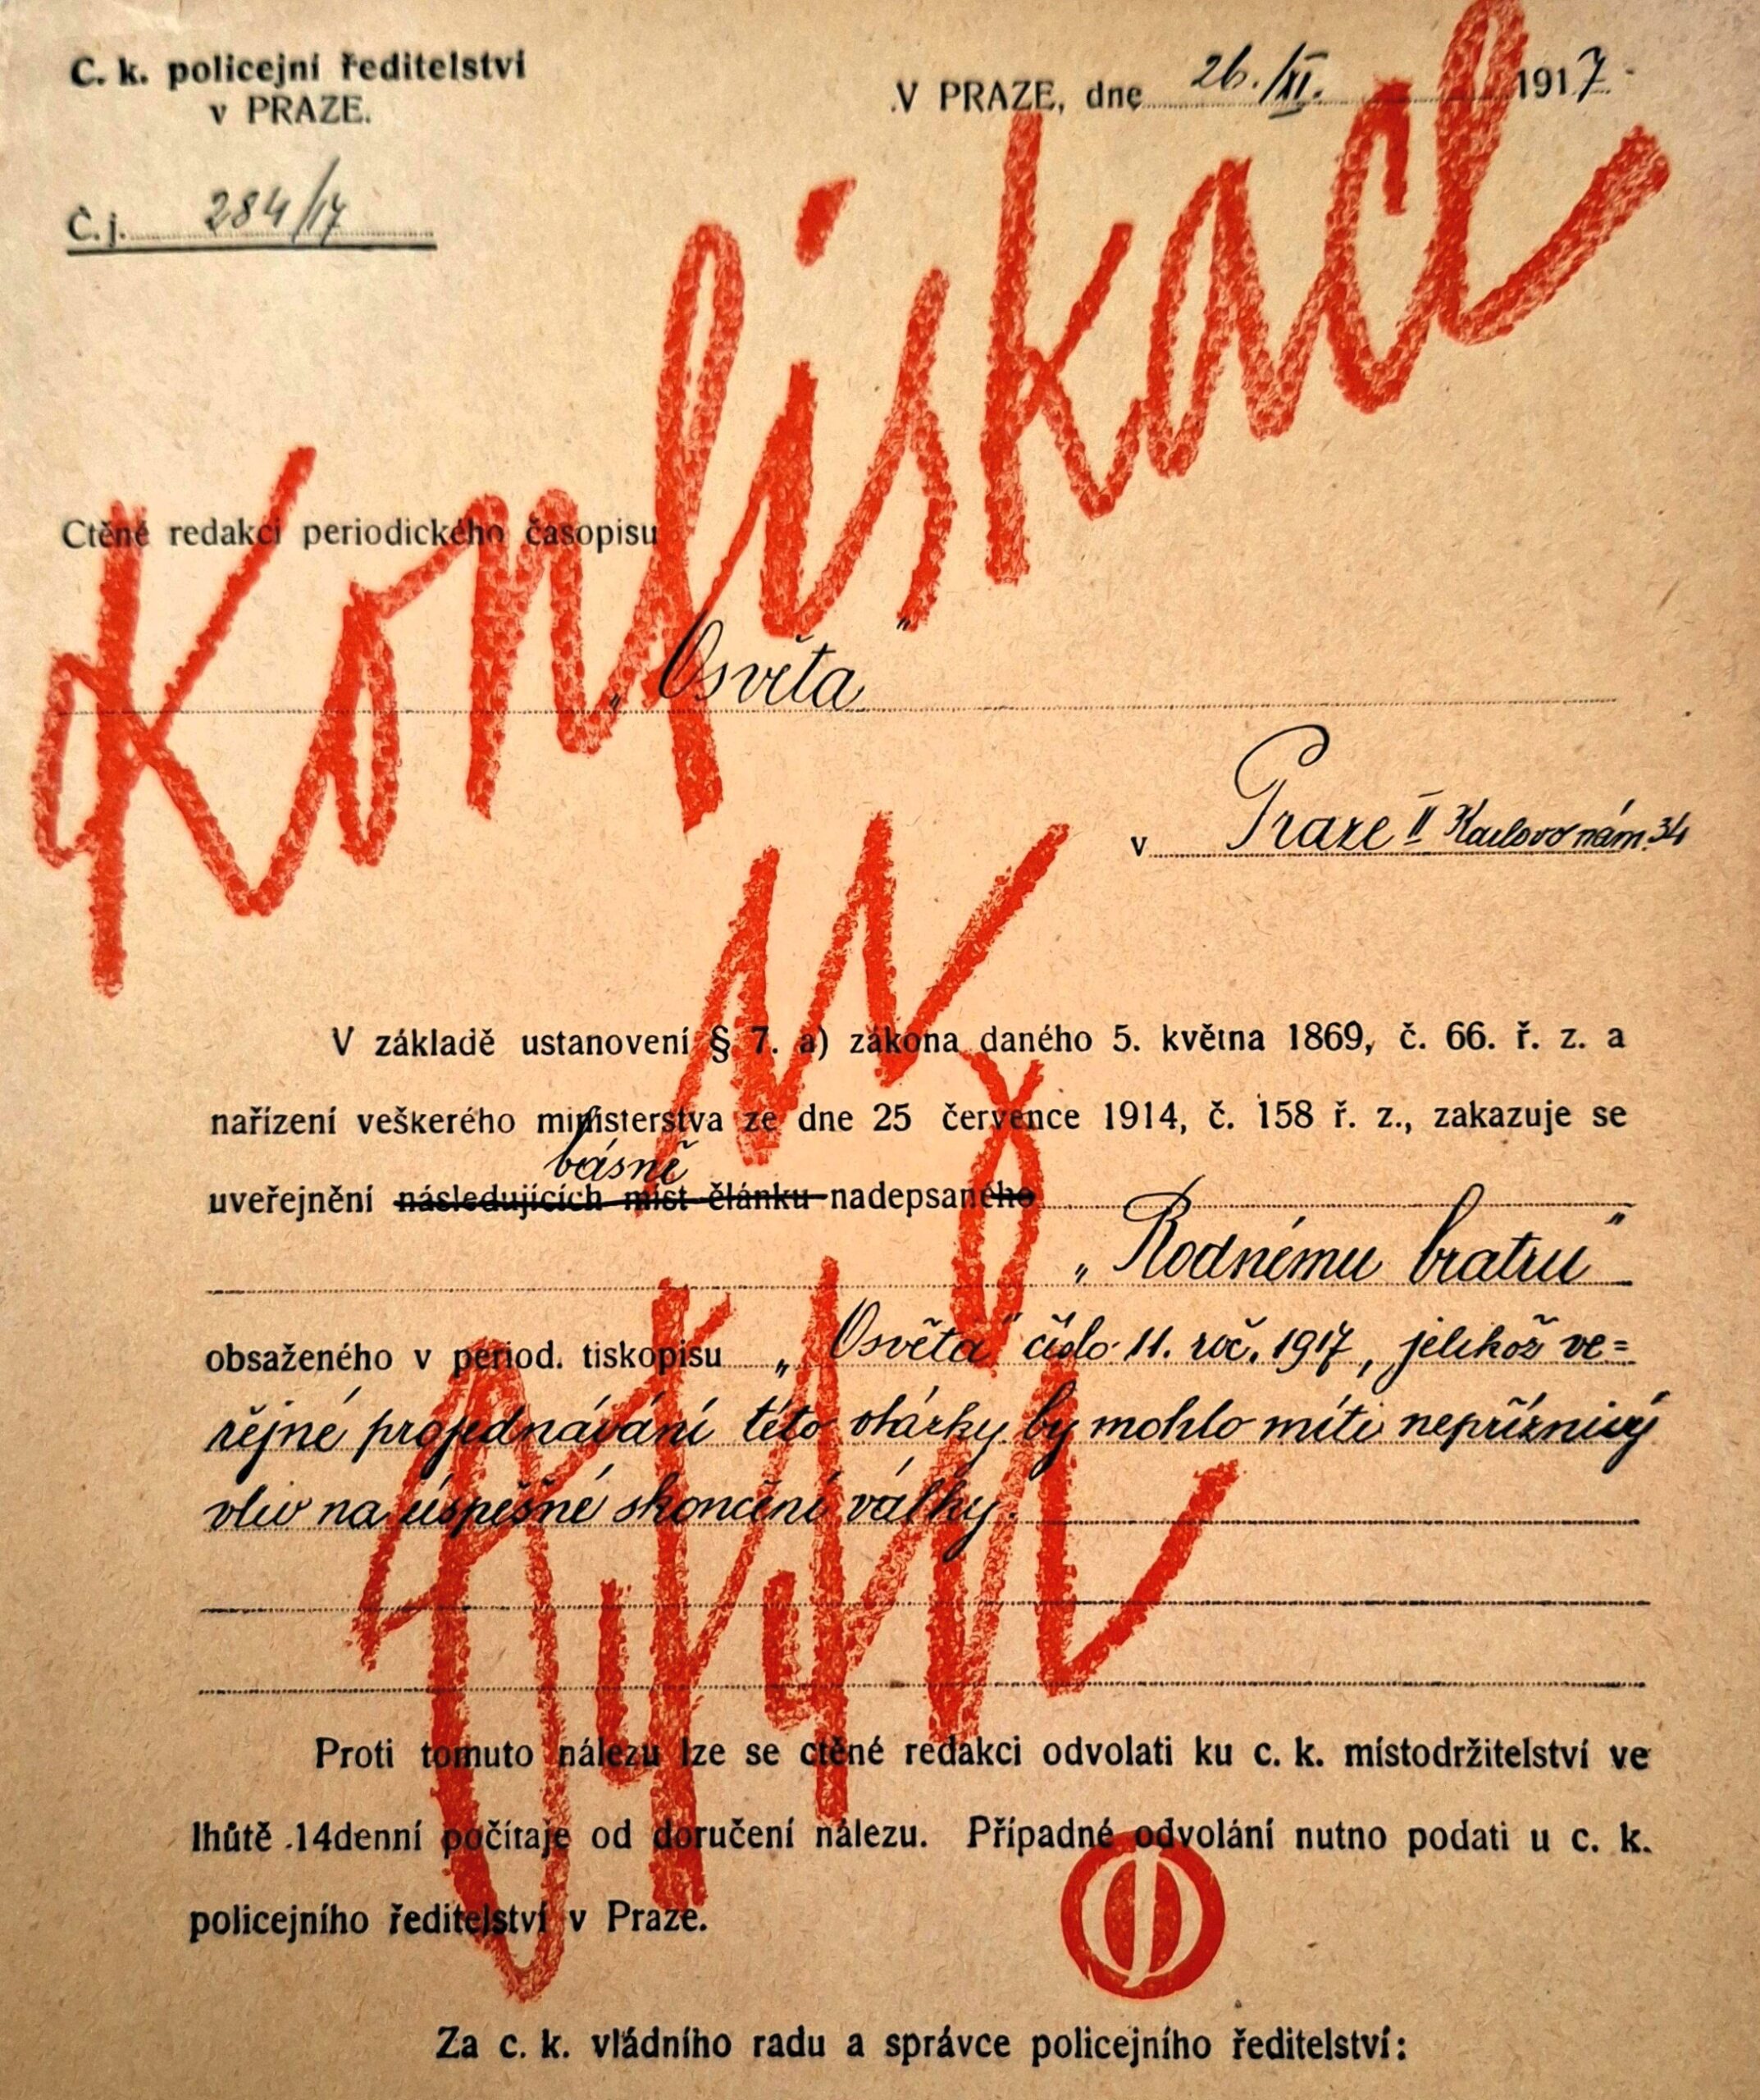 C. k. policejní ředitelství
v PRAZE.
V PRAZE, dne 26./XI. 1917.
Č. j. 284/17
Konfiskace
Ctěné redakci periodického časopisu
„Osvěta"
v Praze II Karlovo nám. 34
V základě ustanovení § 7. a) zákona daného 5. května 1869, č. 66. ř. z. a
nařízení veškerého ministerstva ze dne 25 července 1914, č. 158 ř. z., zakazuje se
básně
uveřejnění následujících míst článku nadepsaného
„Rodnému bratru"
obsaženého v period. tiskopisu „Osvěta" číslo 11. roč. 1917, jelikož ve=
řejné projednávání této otázky by mohlo míti nepříznivý
vliv na úspěšné skončení války.
Proti tomuto nálezu lze se ctěné redakci odvolati ku c. k. místodržitelství ve
lhůtě 14denní počítaje od doručení nálezu. Případné odvolání nutno podati u c. k.
policejního ředitelství v Praze.
Za c. k. vládního radu a správce policejního ředitelství: